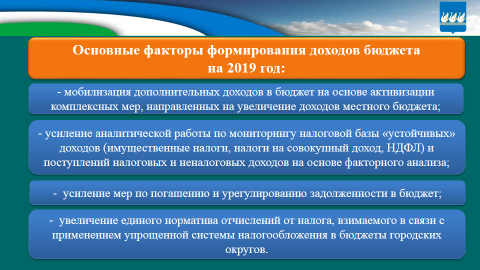 Основные факторы формирования доходов бюджета
на 2019 год:
- мобилизация дополнительных доходов в бюджет на основе активизации
комплексных мер, направленных на увеличение доходов местного бюджета;
- усиление аналитической работы по мониторингу налоговой базы «устойчивых»
доходов (имущественные налоги, налоги на совокупный доход, НДФЛ) и
поступлений налоговых и неналоговых доходов на основе факторного анализа;
- усиление мер по погашению и урегулированию задолженности в бюджет;
- увеличение единого норматива отчислений от налога, взимаемого в связи с
применением упрощенной системы налогообложения в бюджеты городских
округов.